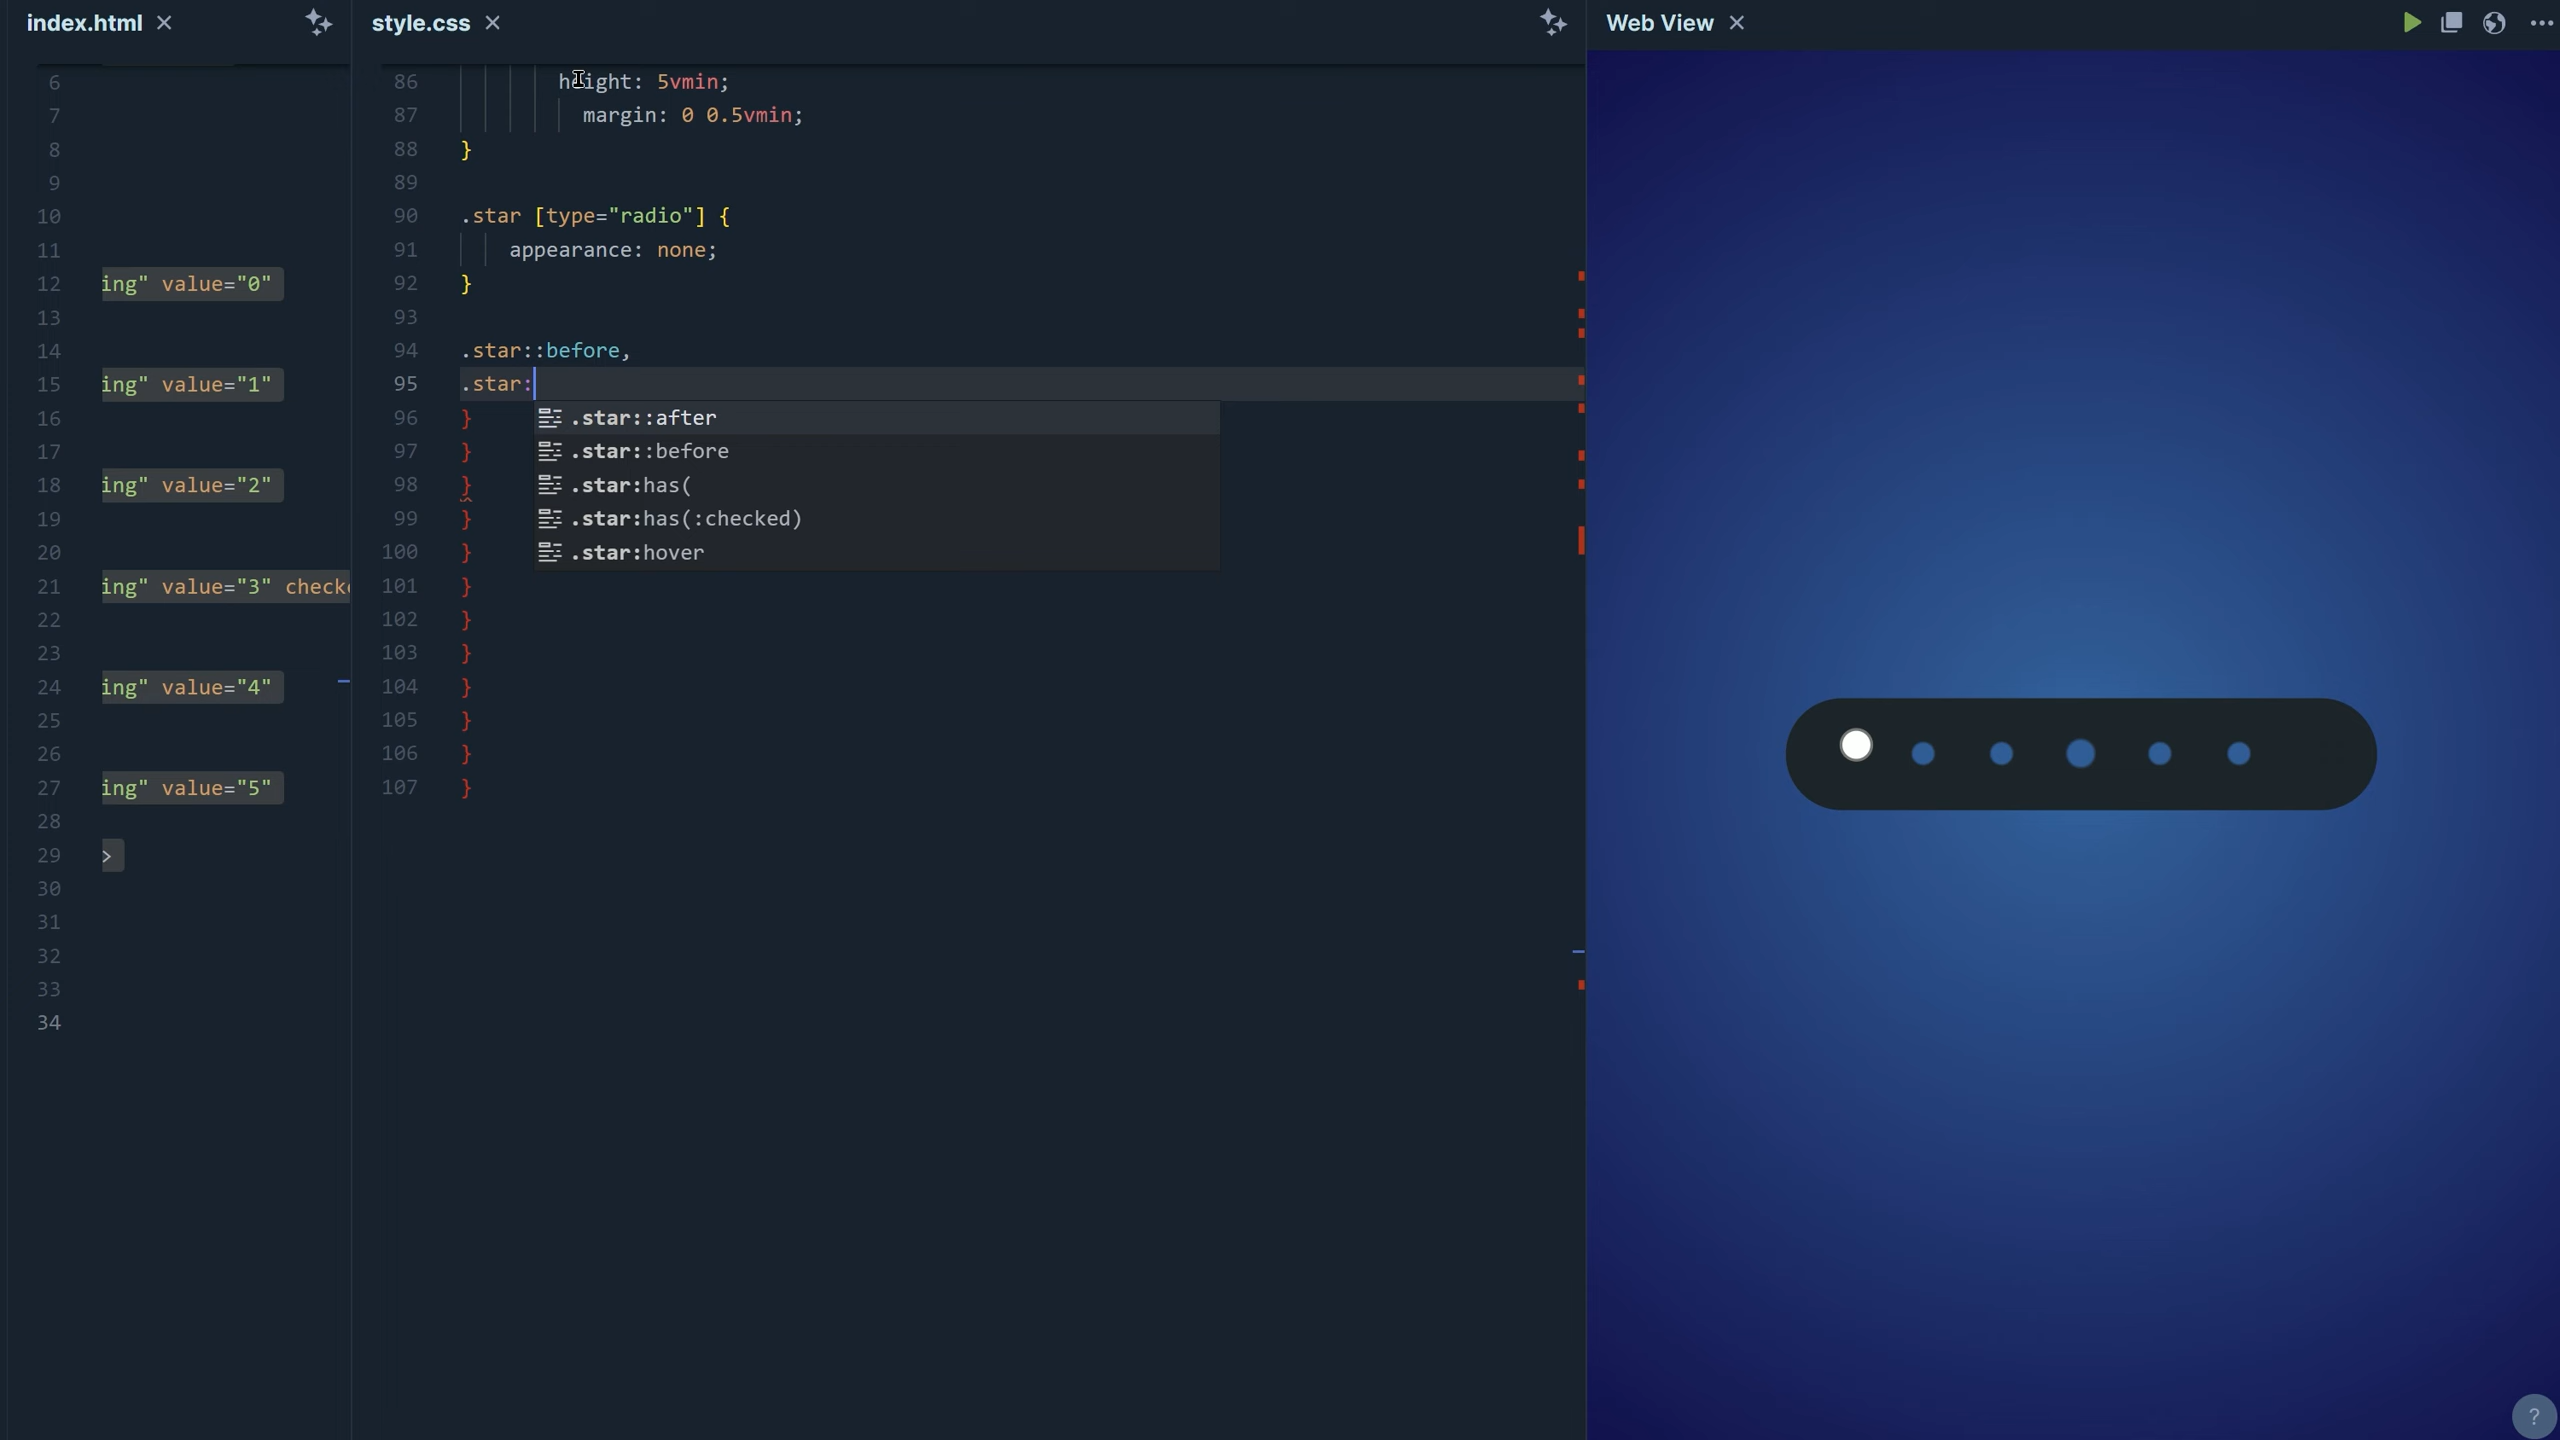 index.html ×
6
7
8
9
10
11
12 ing" value="0"
13
14
15 ing" value="1"
16
17
18 ing" value="2"
19
20
21 ing" value="3" check
22
23
24 ing" value="4"
25
26
27 ing" value="5"
28
29 >
30
31
32
33
34
style.css ×
86 height: 5vmin;
87 margin: 0 0.5vmin;
88 }
89
90 .star [type="radio"] {
91 appearance: none;
92 }
93
94 .star::before,
95 .star:
96 } .star::after
97 } .star::before
98 } .star:has(
99 } .star:has(:checked)
100 } .star:hover
101 }
102 }
103 }
104 }
105 }
106 }
107 }
Web View ×
?